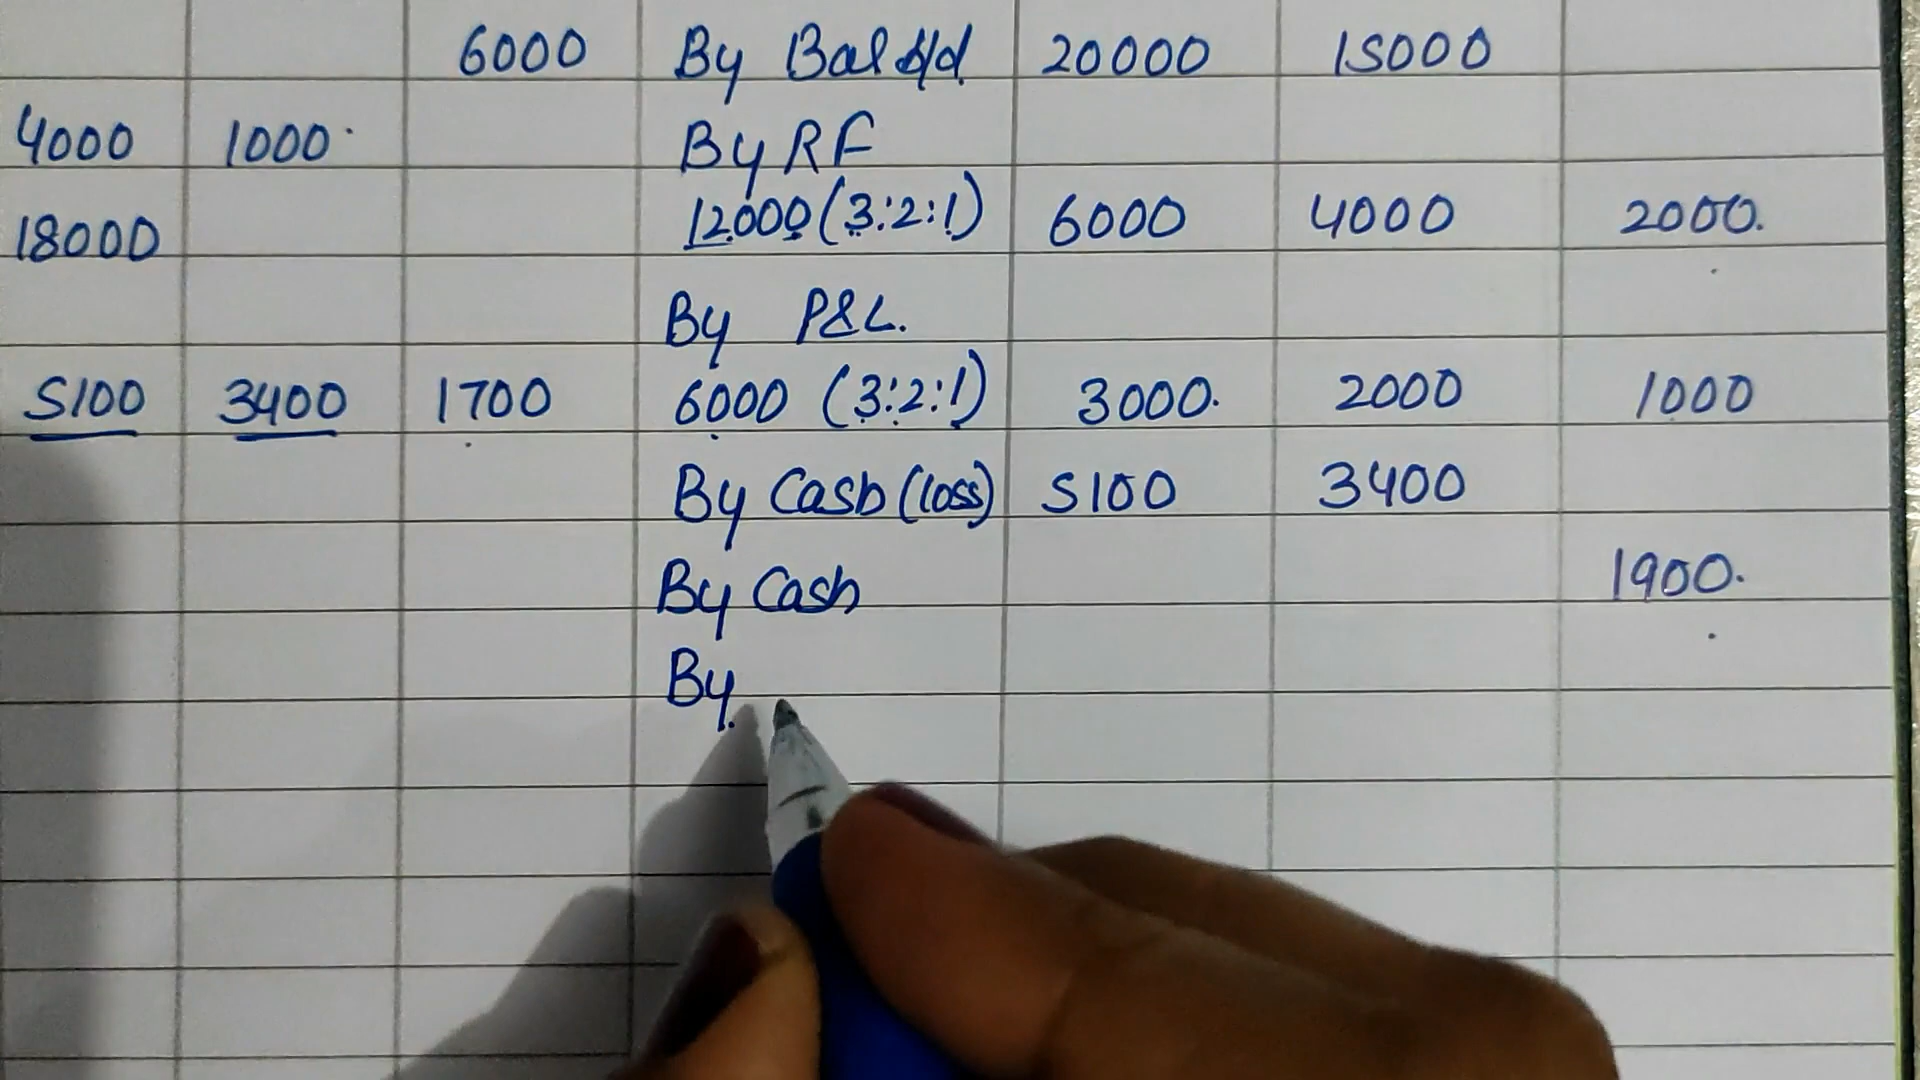 6000 By Bal b/d 20000 15000
4000 1000 By RF
18000 12000 (3:2:1) 6000 4000 2000.
By P&L.
5100 3400 1700 6000 (3:2:1) 3000. 2000 1000
By Cash (loss) 5100 3400
By Cash 1900.
By